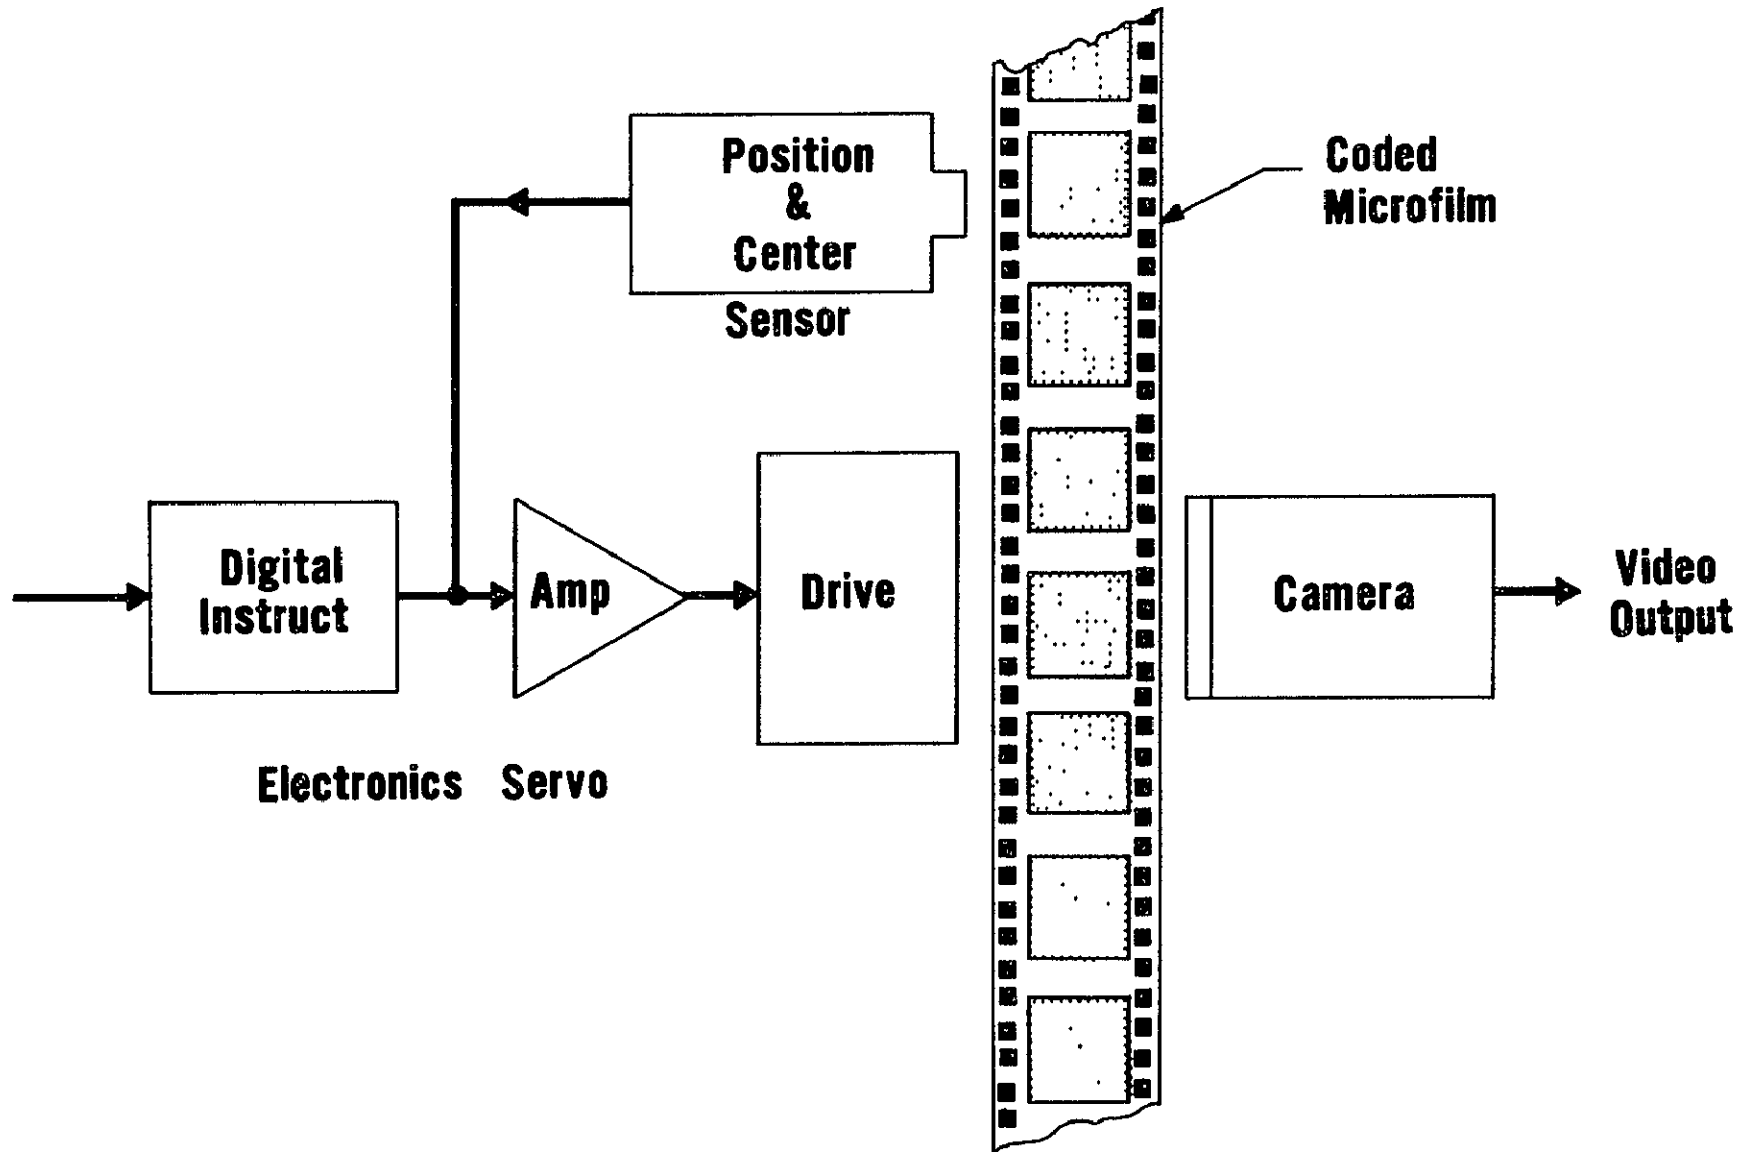 Position
&
Center
Sensor
Coded
Microfilm
Digital
Instruct
Amp
Drive
Camera
Video
Output
Electronics Servo